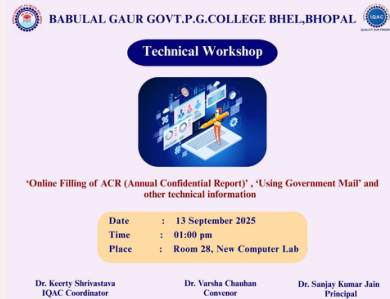 BABULAL GAUR GOVT.P.G.COLLEGE BHEL,BHOPAL
IQAC
Technical Workshop
‘Online Filling of ACR (Annual Confidential Report)’ , ‘Using Government Mail’ and
other technical information
Date : 13 September 2025
Time : 01:00 pm
Place : Room 28, New Computer Lab
Dr. Keerty Shrivastava Dr. Varsha Chauhan Dr. Sanjay Kumar Jain
IQAC Coordinator Convenor Principal